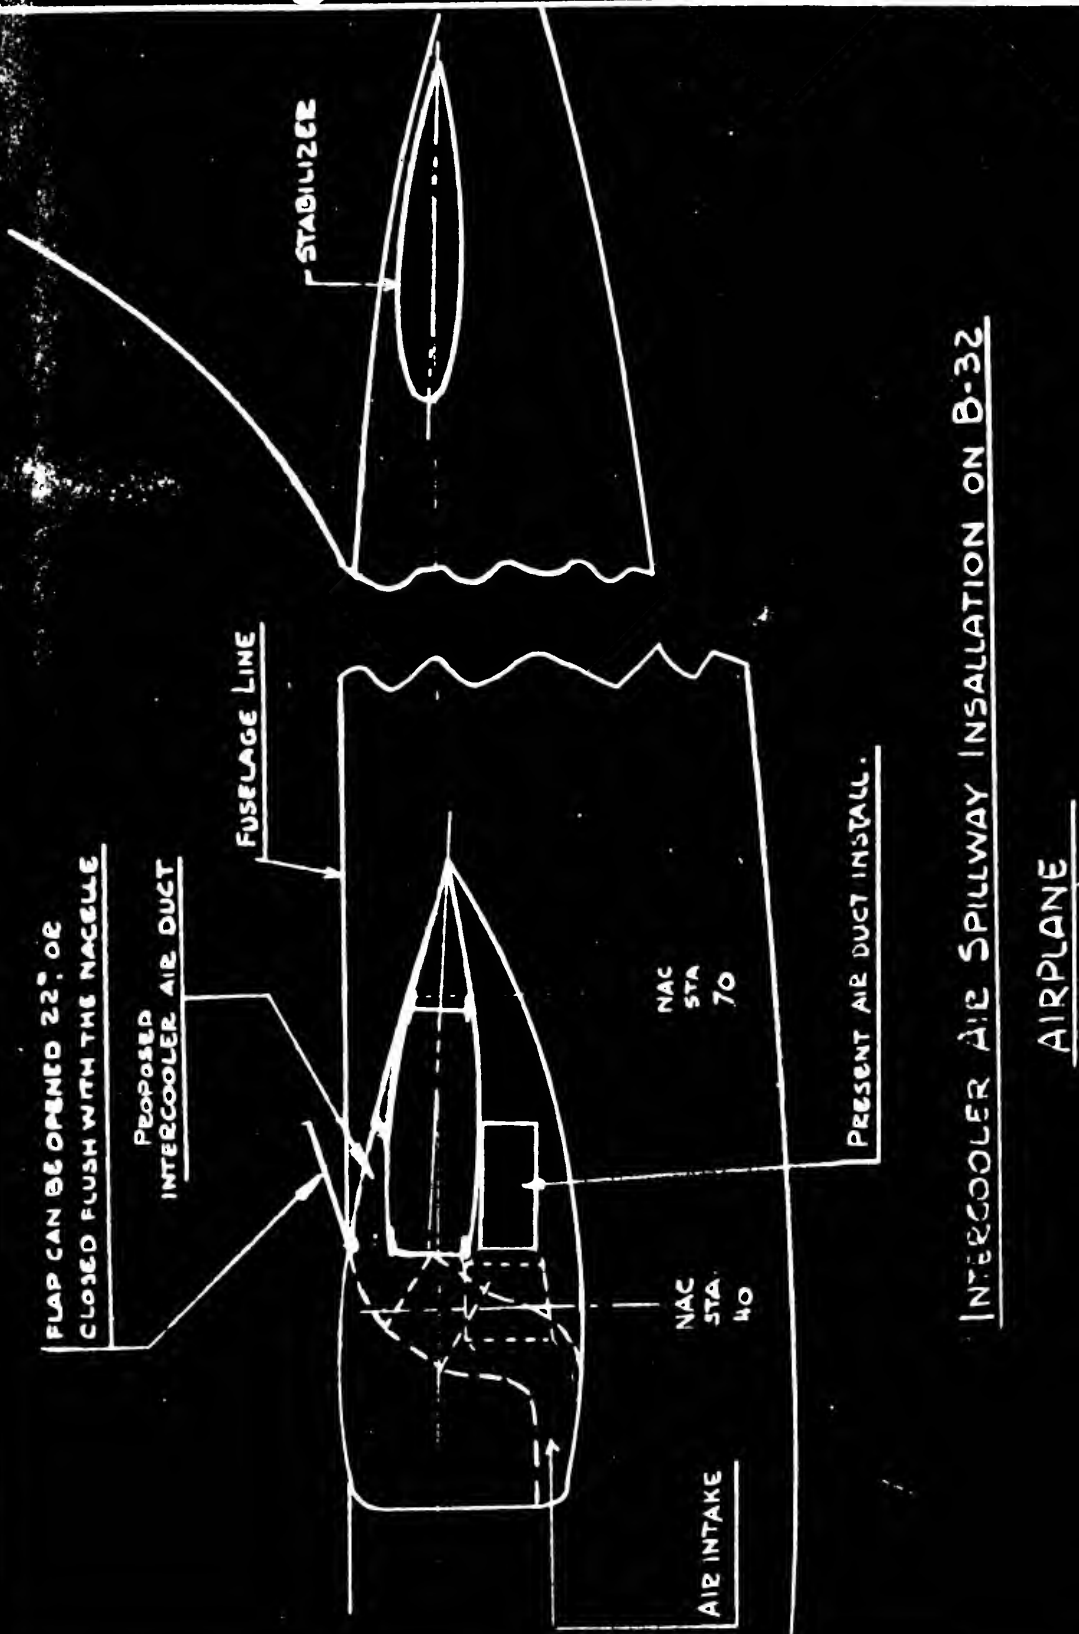 FLAP CAN BE OPENED 22°, OR
CLOSED FLUSH WITH THE NACELLE
PROPOSED
INTERCOOLER AIR DUCT
FUSELAGE LINE
STABILIZER
NAC
STA
70
NAC
STA.
40
AIR INTAKE
PRESENT AIR DUCT INSTALL.
INTERCOOLER AIR SPILLWAY INSALLATION ON B-32
AIRPLANE